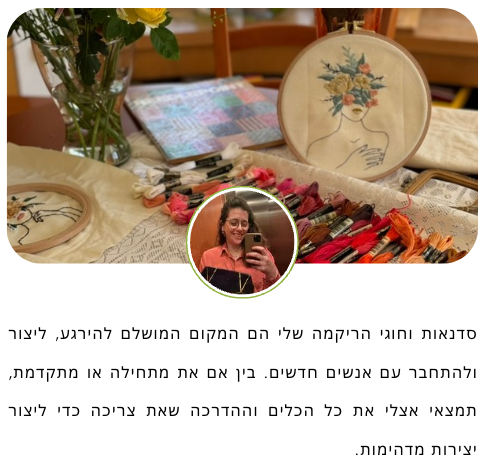 סדנאות וחוגי הריקמה שלי הם המקום המושלם להירגע, ליצור
ולהתחבר עם אנשים חדשים. בין אם את מתחילה או מתקדמת,
תמצאי אצלי את כל הכלים וההדרכה שאת צריכה כדי ליצור
יצירות מדהימות.